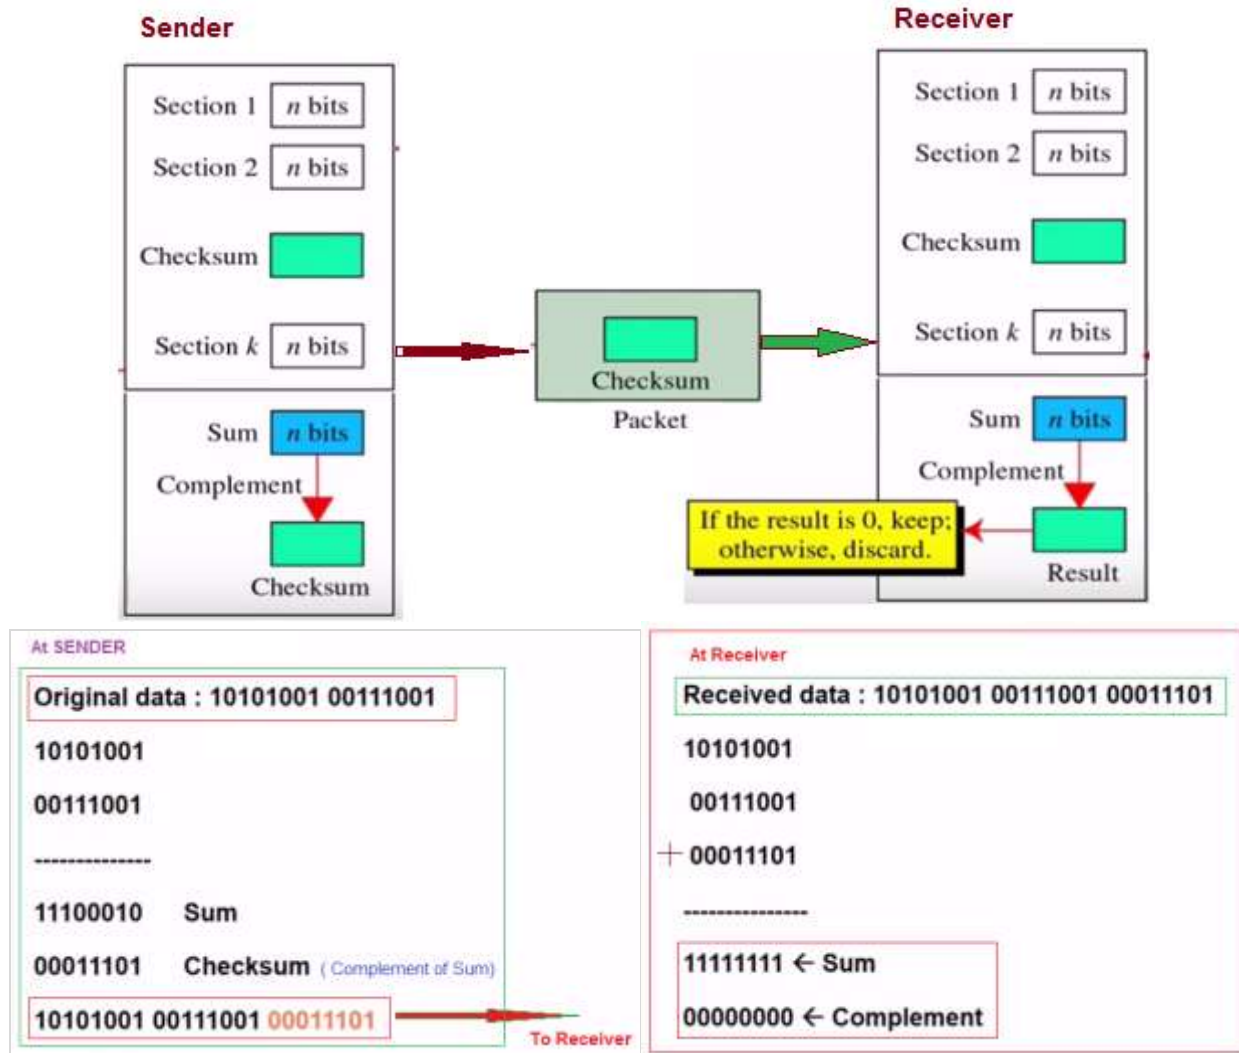 Sender
Section 1 n bits
Section 2 n bits
Checksum
Section k n bits
Sum n bits
Complement
Checksum
Checksum
Packet
Receiver
Section 1 n bits
Section 2 n bits
Checksum
Section k n bits
Sum n bits
Complement
Result
If the result is 0, keep;
otherwise, discard.
At SENDER
Original data : 10101001 00111001
10101001
00111001
--------------
11100010 Sum
00011101 Checksum ( Complement of Sum)
10101001 00111001 00011101
To Receiver
At Receiver
Received data : 10101001 00111001 00011101
10101001
00111001
+ 00011101
---------------
11111111 ← Sum
00000000 ← Complement